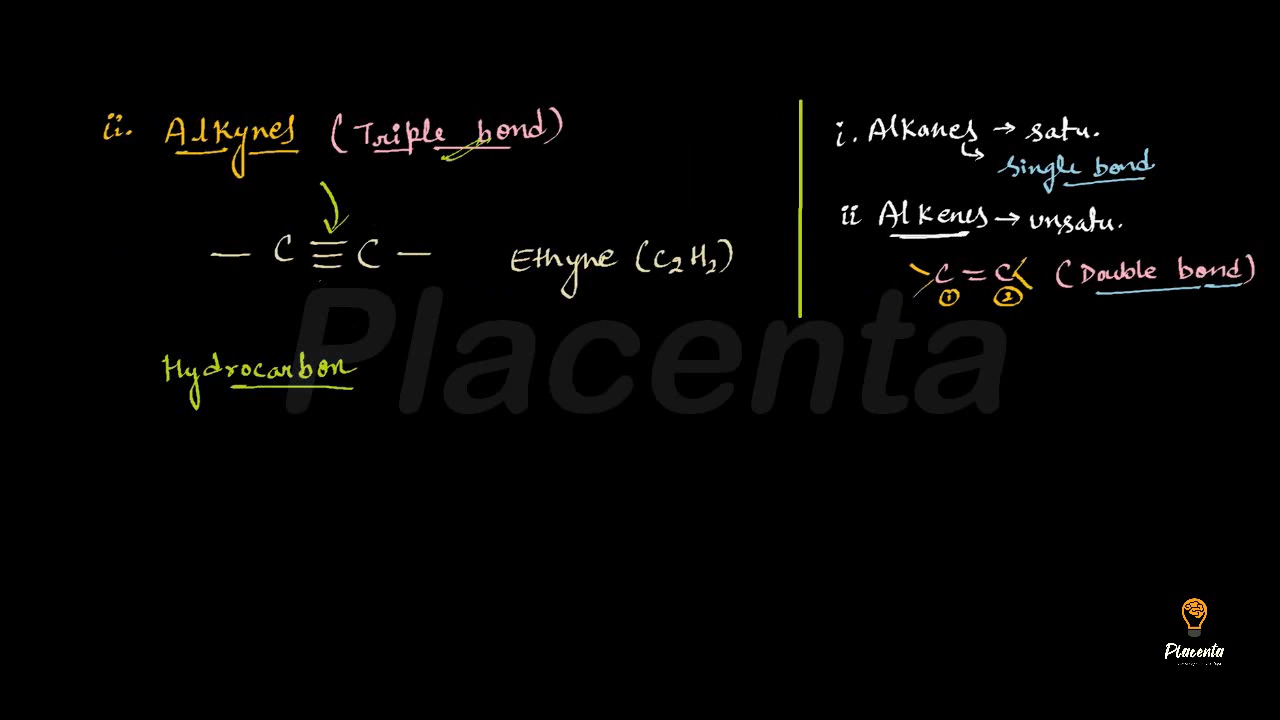 ii. Alkynes (Triple bond)
— C ≡ C —
Ethyne (C₂H₂)
Hydrocarbon
i. Alkanes → satu.
↳ single bond
ii Alkenes → unsatu.
C = C (Double bond)
① ②
Placenta
Placenta